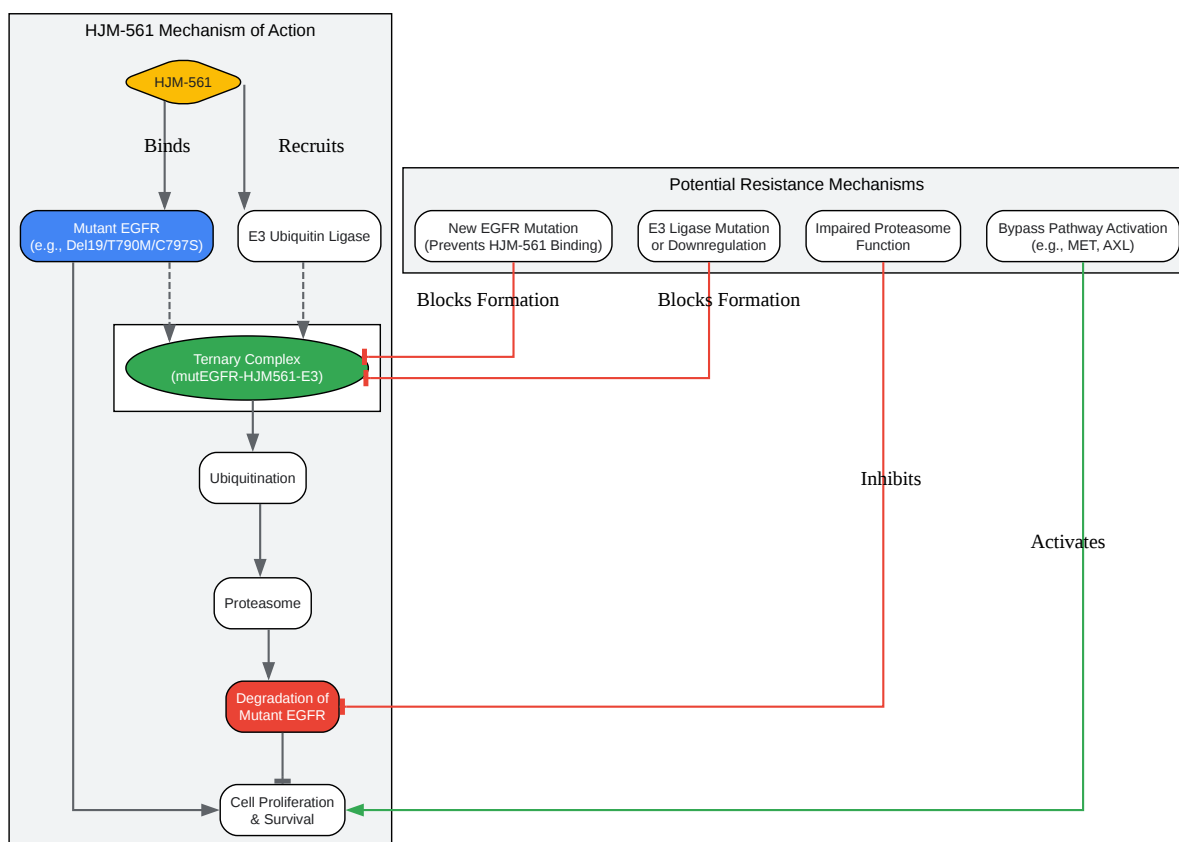 HJM-561 Mechanism of Action
HJM-561
Binds
Recruits
Mutant EGFR
(e.g., Del19/T790M/C797S)
E3 Ubiquitin Ligase
Potential Resistance Mechanisms
New EGFR Mutation
(Prevents HJM-561 Binding)
E3 Ligase Mutation
or Downregulation
Impaired Proteasome
Function
Bypass Pathway Activation
(e.g., MET, AXL)
Blocks Formation
Blocks Formation
Ternary Complex
(mutEGFR-HJM561-E3)
Ubiquitination
Inhibits
Activates
Proteasome
Degradation of
Mutant EGFR
Cell Proliferation
& Survival